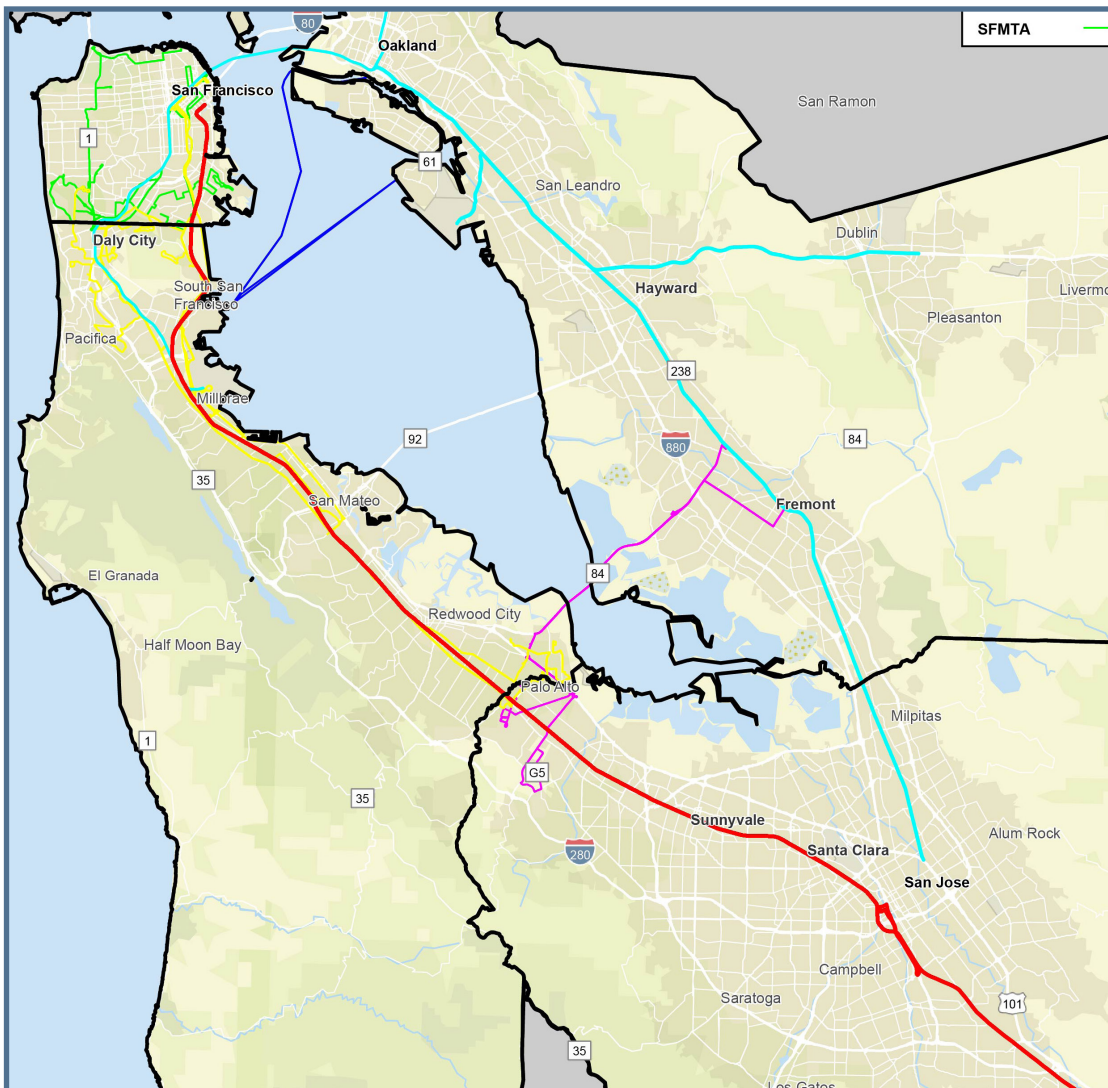 80
SFMTA
Oakland
San Francisco
San Ramon
1
61
San Leandro
Dublin
Daly City
Hayward
South San
Francisco
Pleasanton
Pacifica
238
Millbrae
92
880
84
35
San Mateo
Fremont
El Granada
84
Redwood City
Half Moon Bay
Palo Alto
Milpitas
1
G5
35
Sunnyvale
Alum Rock
280
Santa Clara
San Jose
Campbell
Saratoga
101
35